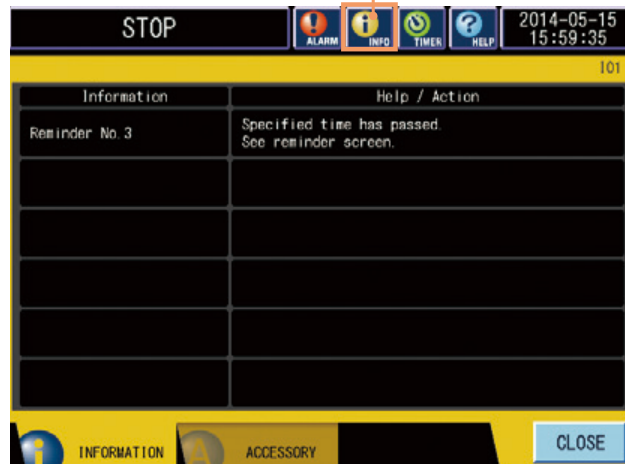 STOP
ALARM
INFO
TIMER
HELP
2014-05-15
15:59:35
I01
Information
Help / Action
Reminder No.3
Specified time has passed.
See reminder screen.
INFORMATION
ACCESSORY
CLOSE